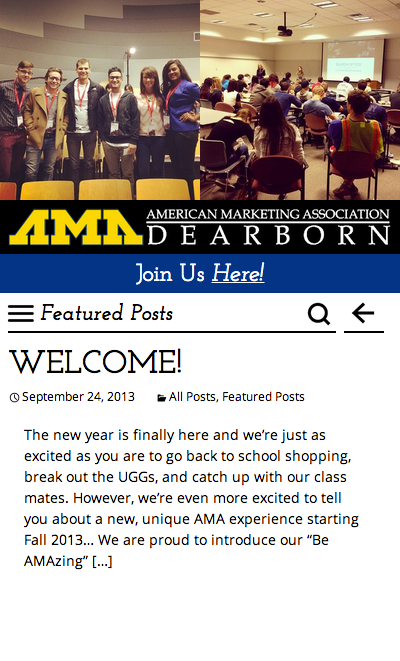 AMA AMERICAN MARKETING ASSOCIATION
DEARBORN
Join Us Here!
Featured Posts
WELCOME!
September 24, 2013 All Posts, Featured Posts
The new year is finally here and we’re just as
excited as you are to go back to school shopping,
break out the UGGs, and catch up with our class
mates. However, we’re even more excited to tell
you about a new, unique AMA experience starting
Fall 2013… We are proud to introduce our “Be
AMAzing” […]